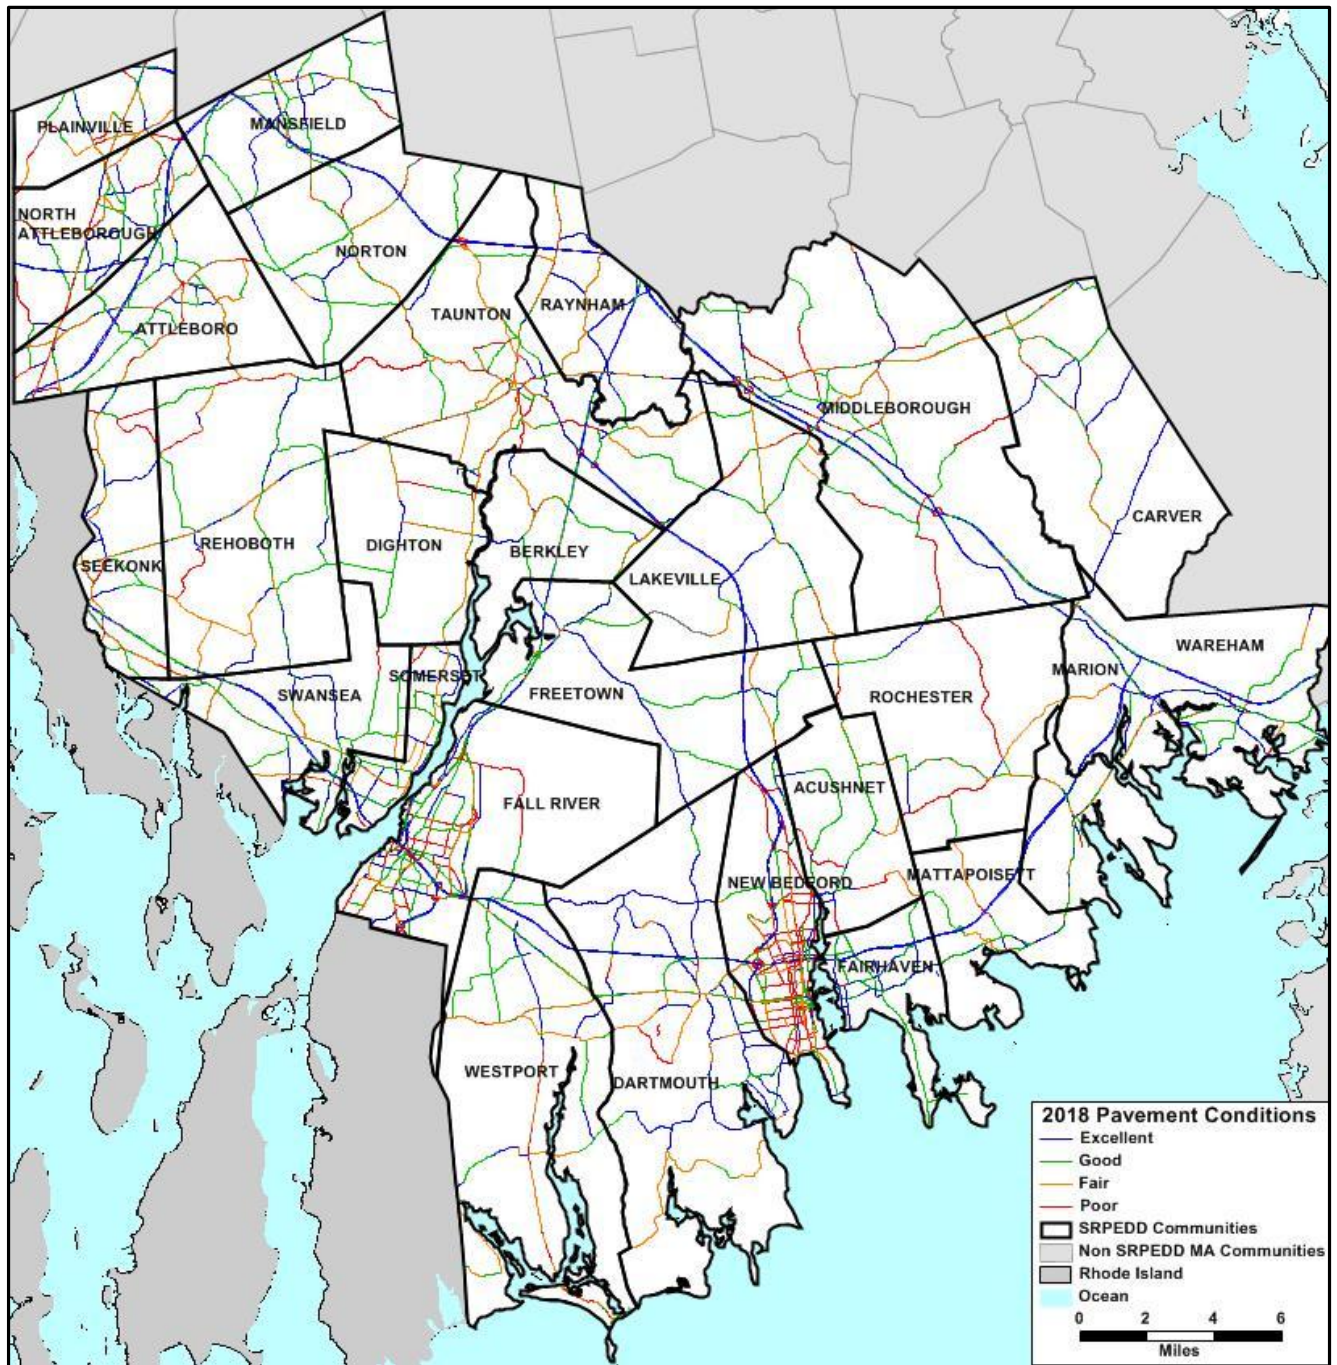 PLAINVILLE
MANSFIELD
NORTH
ATTLEBOROUGH
NORTON
RAYNHAM
TAUNTON
ATTLEBORO
MIDDLEBOROUGH
CARVER
REHOBOTH
DIGHTON
BERKLEY
SEEKONK
LAKEVILLE
WAREHAM
MARION
SOMERSET
SWANSEA
FREETOWN
ROCHESTER
ACUSHNET
FALL RIVER
MATTAPOISETT
NEW BEDFORD
FAIRHAVEN
WESTPORT
DARTMOUTH
2018 Pavement Conditions
Excellent
Good
Fair
Poor
SRPEDD Communities
Non SRPEDD MA Communities
Rhode Island
Ocean
0 2 4 6
Miles